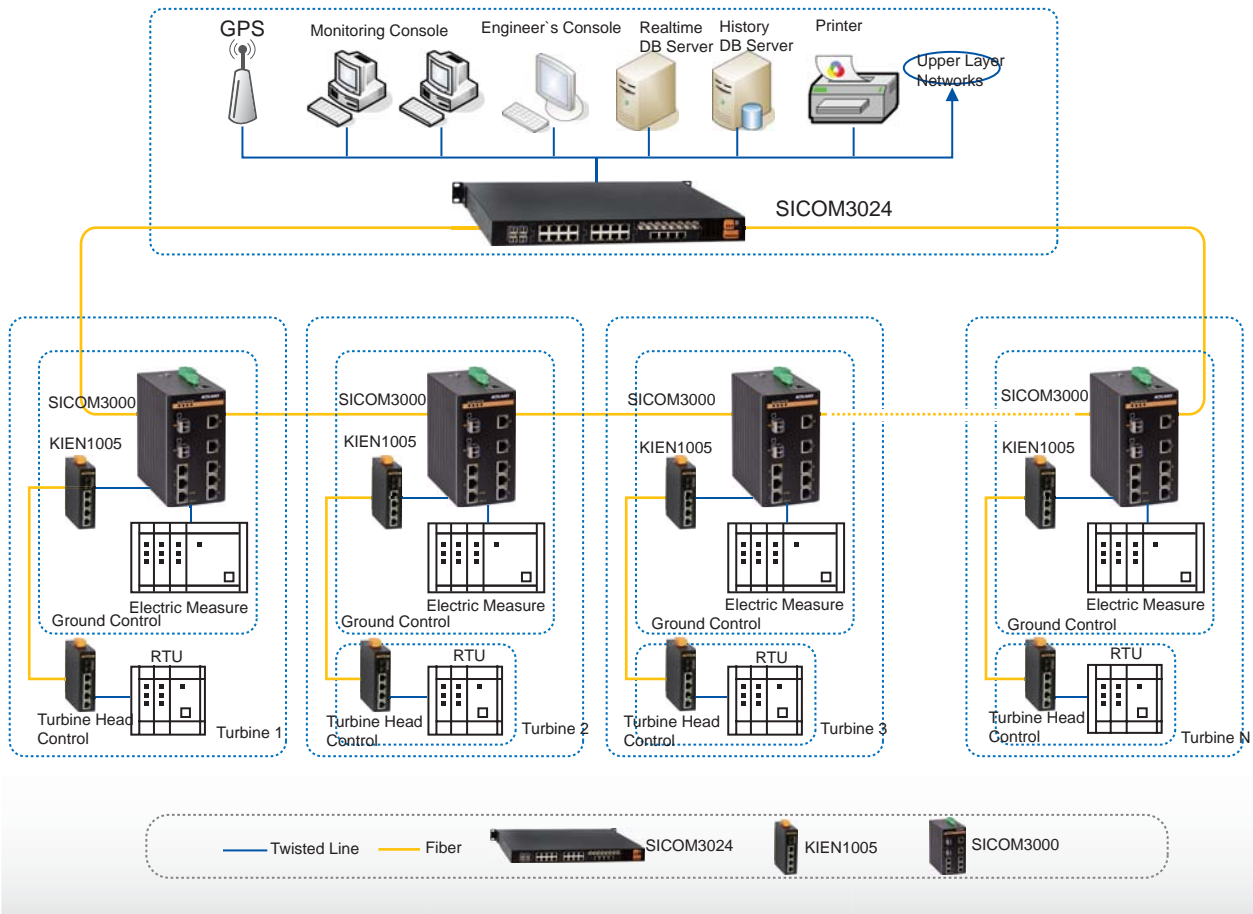 GPS
Monitoring Console
Engineer`s Console
Realtime
DB Server
History
DB Server
Printer
Upper Layer
Networks
SICOM3024
SICOM3000
KIEN1005
Electric Measure
Ground Control
RTU
Turbine Head
Control
Turbine 1
SICOM3000
KIEN1005
Electric Measure
Ground Control
RTU
Turbine Head
Control
Turbine 2
SICOM3000
KIEN1005
Electric Measure
Ground Control
RTU
Turbine Head
Control
Turbine 3
SICOM3000
KIEN1005
Electric Measure
Ground Control
RTU
Turbine Head
Control
Turbine N
Twisted Line
Fiber
SICOM3024
KIEN1005
SICOM3000